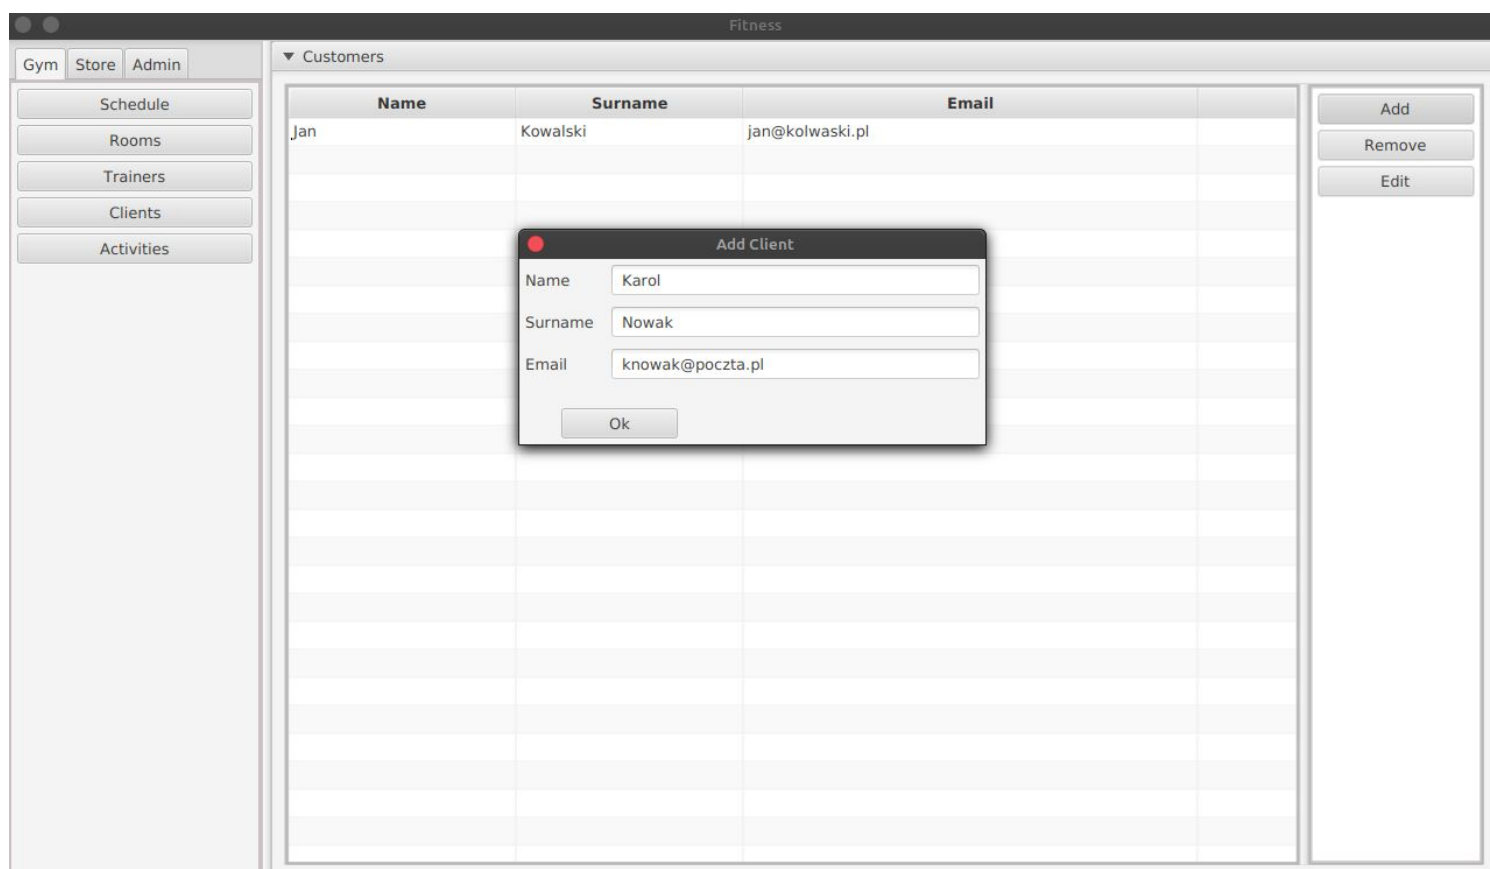 Fitness
Gym Store Admin
Schedule
Rooms
Trainers
Clients
Activities
Customers
Name Surname Email
Jan Kowalski jan@kolwaski.pl
Add
Remove
Edit
Add Client
Name Karol
Surname Nowak
Email knowak@poczta.pl
Ok